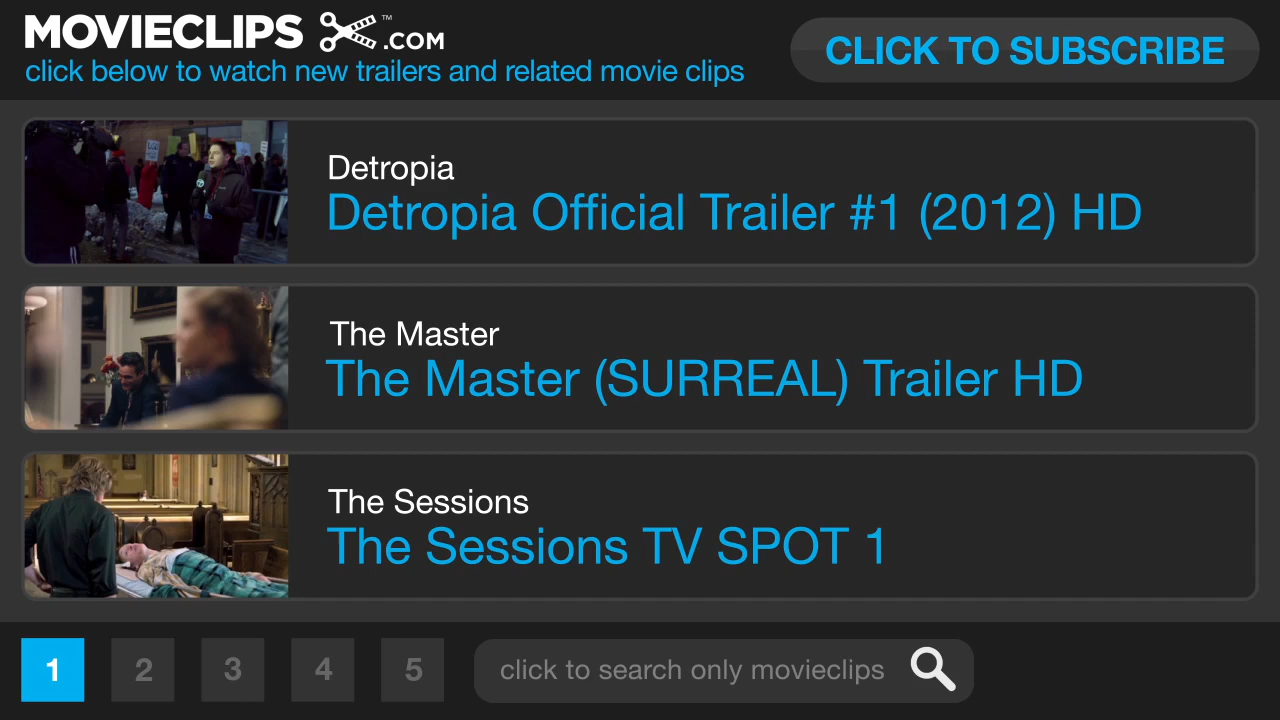 MOVIECLIPS ™ .COM
click below to watch new trailers and related movie clips
CLICK TO SUBSCRIBE
Detropia
Detropia Official Trailer #1 (2012) HD
The Master
The Master (SURREAL) Trailer HD
The Sessions
The Sessions TV SPOT 1
1 2 3 4 5
click to search only movieclips